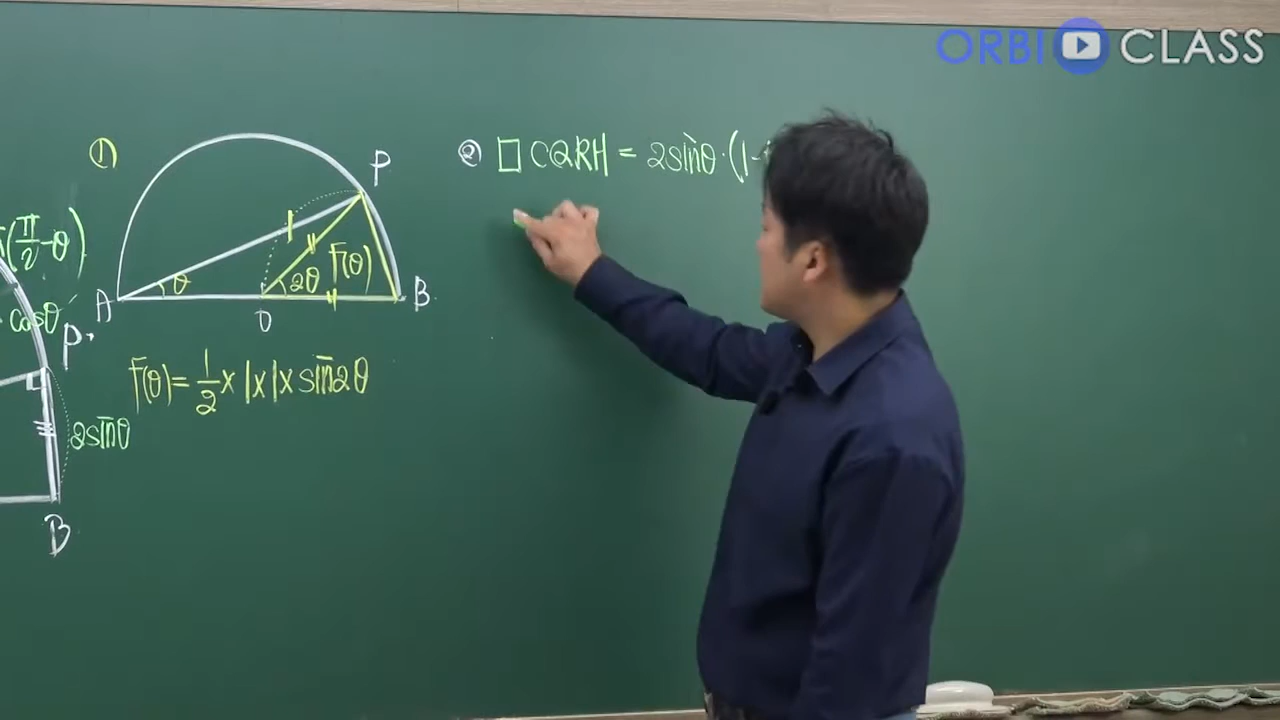 ORBI CLASS
① P
A θ O 2θ f(θ) B
f(θ) = 1/2 × 1 × 1 × sin2θ
② □ CQRH = 2sinθ·(1-
(π/2 - θ)
cosθ
P
2sinθ
B